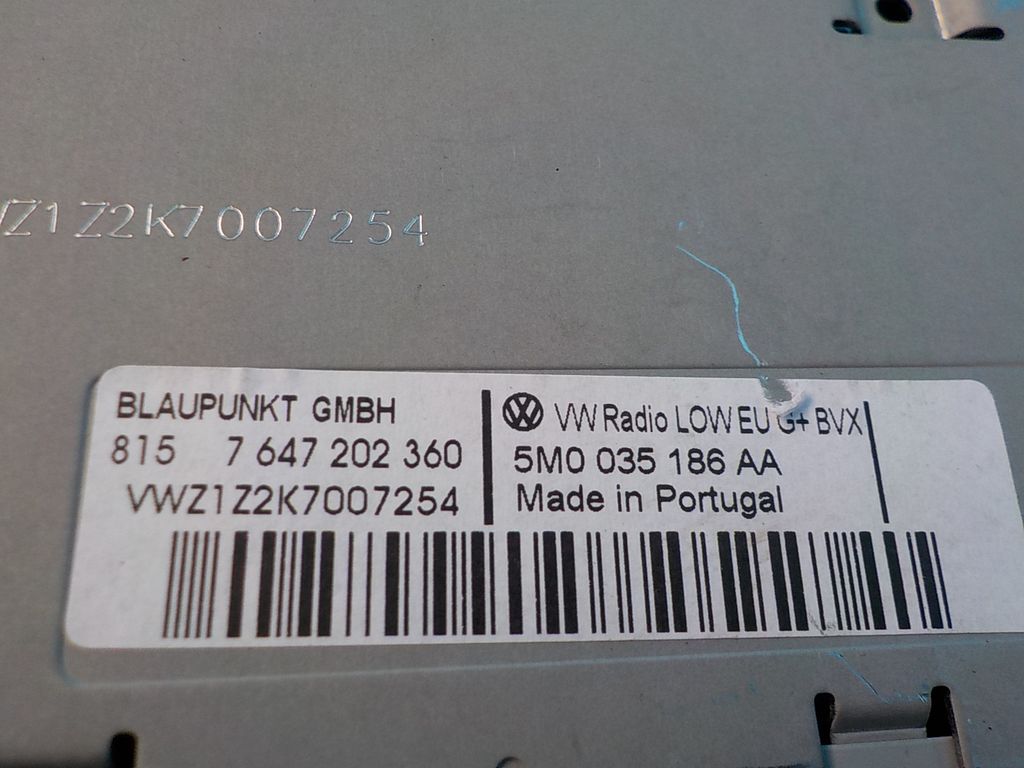 VZ1Z2K7007254
BLAUPUNKT GMBH
815 7 647 202 360
VWZ1Z2K7007254
VW Radio LOW EU G+ BVX
5M0 035 186 AA
Made in Portugal